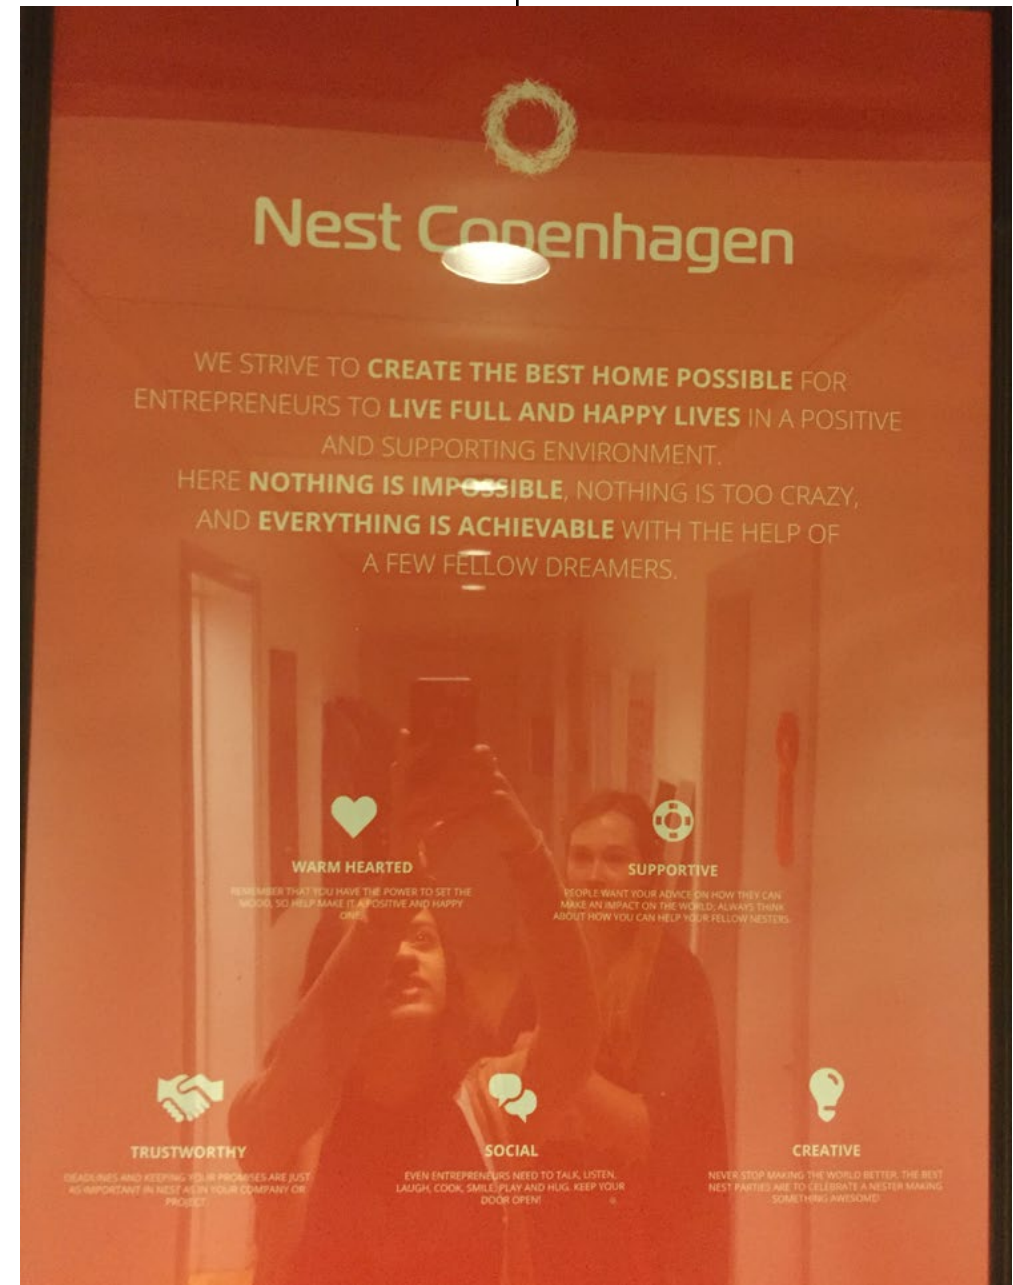 Nest Copenhagen
WE STRIVE TO CREATE THE BEST HOME POSSIBLE FOR
ENTREPRENEURS TO LIVE FULL AND HAPPY LIVES IN A POSITIVE
AND SUPPORTING ENVIRONMENT.
HERE NOTHING IS IMPOSSIBLE, NOTHING IS TOO CRAZY,
AND EVERYTHING IS ACHIEVABLE WITH THE HELP OF
A FEW FELLOW DREAMERS.
WARM HEARTED
REMEMBER THAT YOU HAVE THE POWER TO SET THE
MOOD, SO HELP MAKE IT A POSITIVE AND HAPPY
ONE.
SUPPORTIVE
PEOPLE WANT YOUR ADVICE ON HOW THEY CAN
MAKE AN IMPACT ON THE WORLD; ALWAYS THINK
ABOUT HOW YOU CAN HELP YOUR FELLOW NESTERS.
TRUSTWORTHY
DEADLINES AND KEEPING YOUR PROMISES ARE JUST
AS IMPORTANT IN NEST AS IN YOUR COMPANY OR
PROJECT.
SOCIAL
EVEN ENTREPRENEURS NEED TO TALK, LISTEN,
LAUGH, COOK, SMILE, PLAY AND HUG. KEEP YOUR
DOOR OPEN!
CREATIVE
NEVER STOP MAKING THE WORLD BETTER. THE BEST
NEST PARTIES ARE TO CELEBRATE A NESTER MAKING
SOMETHING AWESOME!